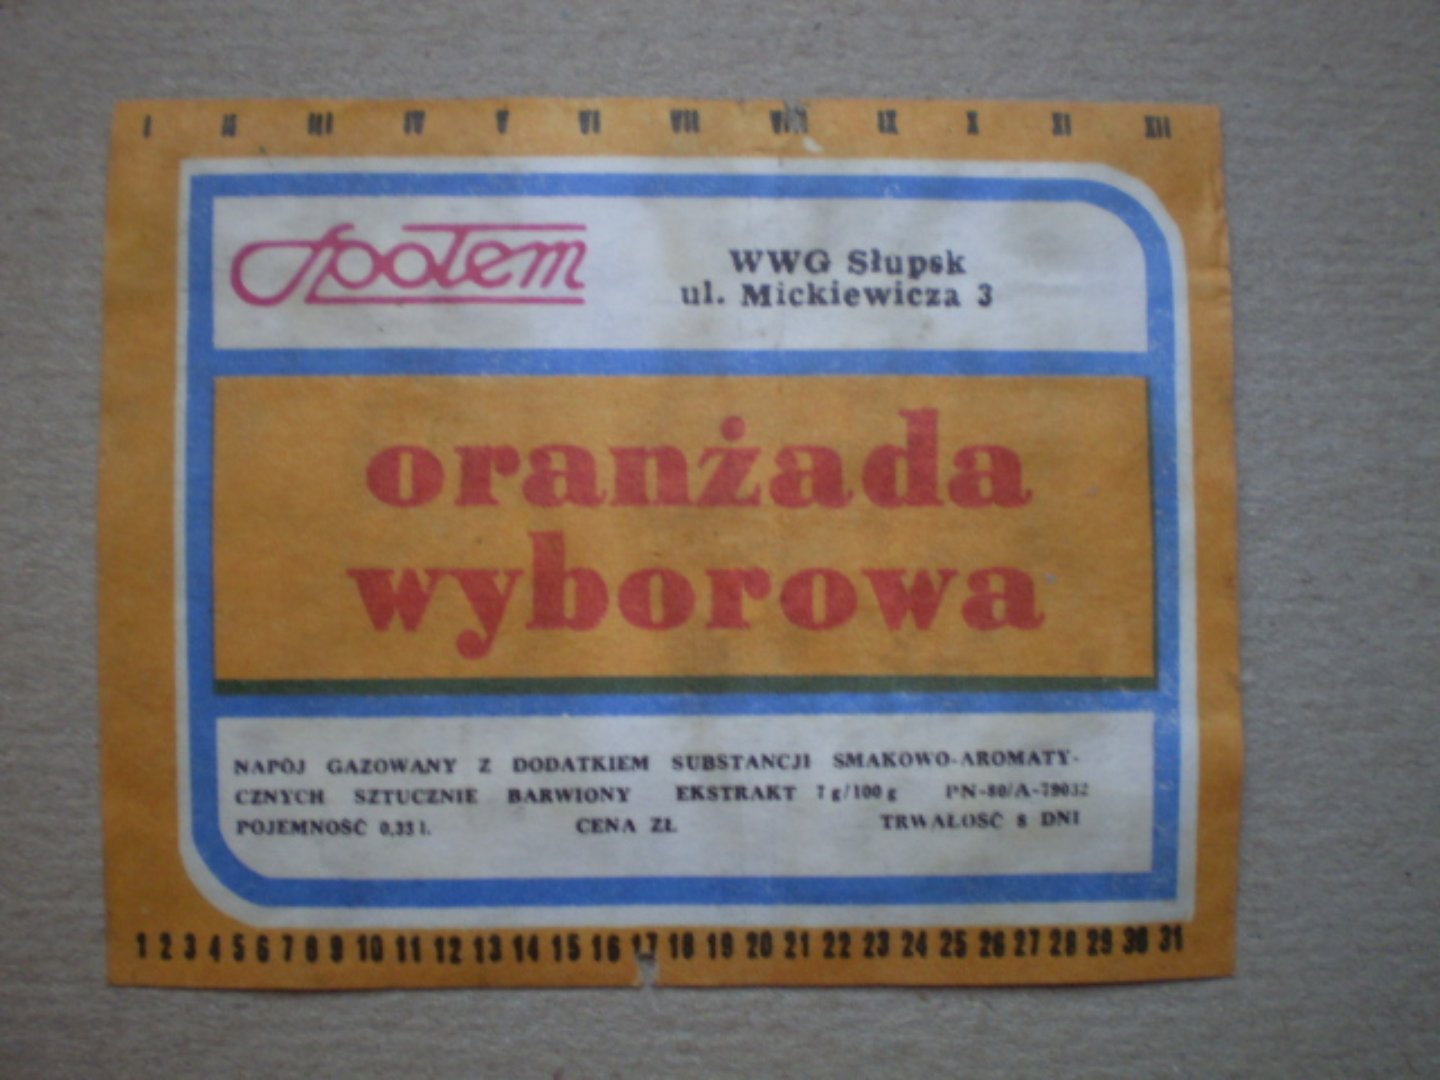 I II III IV V VI VII VIII IX X XI XII
Społem
WWG Słupsk
ul. Mickiewicza 3
oranżada
wyborowa
NAPÓJ GAZOWANY Z DODATKIEM SUBSTANCJI SMAKOWO-AROMATY-
CZNYCH SZTUCZNIE BARWIONY EKSTRAKT 7 g/100 g PN-80/A-79032
POJEMNOŚĆ 0,33 l. CENA ZŁ TRWAŁOŚĆ 8 DNI
1 2 3 4 5 6 7 8 9 10 11 12 13 14 15 16 17 18 19 20 21 22 23 24 25 26 27 28 29 30 31